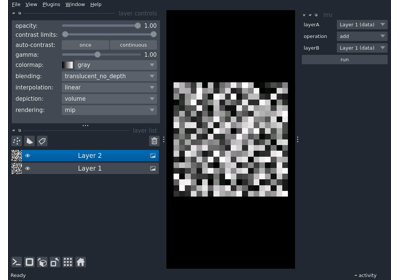 File View Plugins Window Help
layer controls
opacity: 1.00
contrast limits:
auto-contrast: once continuous
gamma: 1.00
colormap: gray
blending: translucent_no_depth
interpolation: linear
depiction: volume
rendering: mip
layer list
Layer 2
Layer 1
layerA Layer 1 (data)
operation add
layerB Layer 1 (data)
run
Ready
activity